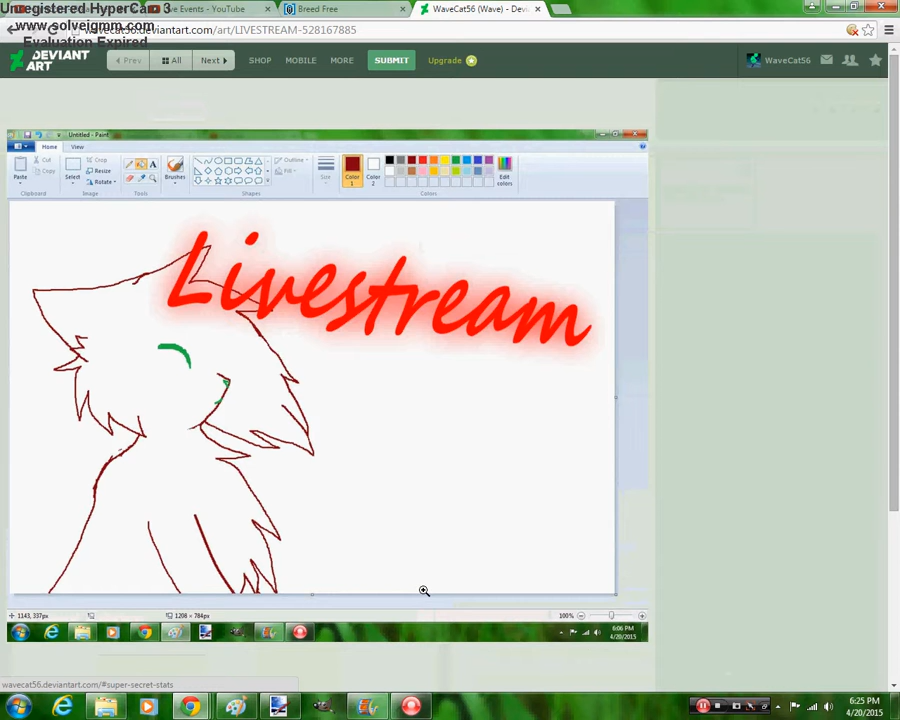 Unregistered HyperCam 3
www.solveigmm.com
Evaluation Expired
ve Events - YouTube
Breed Free
WaveCat56 (Wave) - Devi
wavecat56.deviantart.com/art/LIVESTREAM-528167885
DEVIANT ART
Prev
All
Next
SHOP
MOBILE
MORE
SUBMIT
Upgrade
WaveCat56
Untitled - Paint
Home
View
Paste
Cut
Copy
Clipboard
Select
Crop
Resize
Rotate
Image
Tools
Brushes
Shapes
Outline
Fill
Size
Color 1
Color 2
Edit colors
Colors
Livestream
1143, 337px
1208 × 784px
100%
6:06 PM
4/20/2015
wavecat56.deviantart.com/#super-secret-stats
6:25 PM
4/20/2015